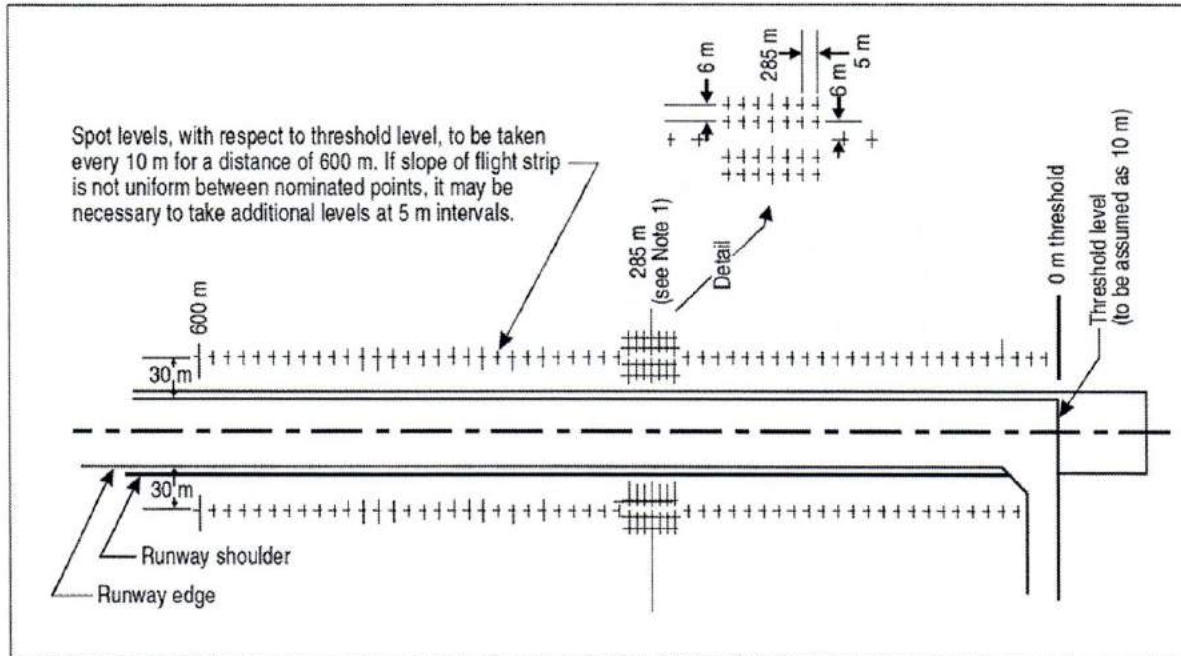 6 m
285 m
5 m
6 m
Spot levels, with respect to threshold level, to be taken
every 10 m for a distance of 600 m. If slope of flight strip
is not uniform between nominated points, it may be
necessary to take additional levels at 5 m intervals.
285 m
(see Note 1)
Detail
0 m threshold
Threshold level
(to be assumed as 10 m)
600 m
30 m
30 m
Runway shoulder
Runway edge